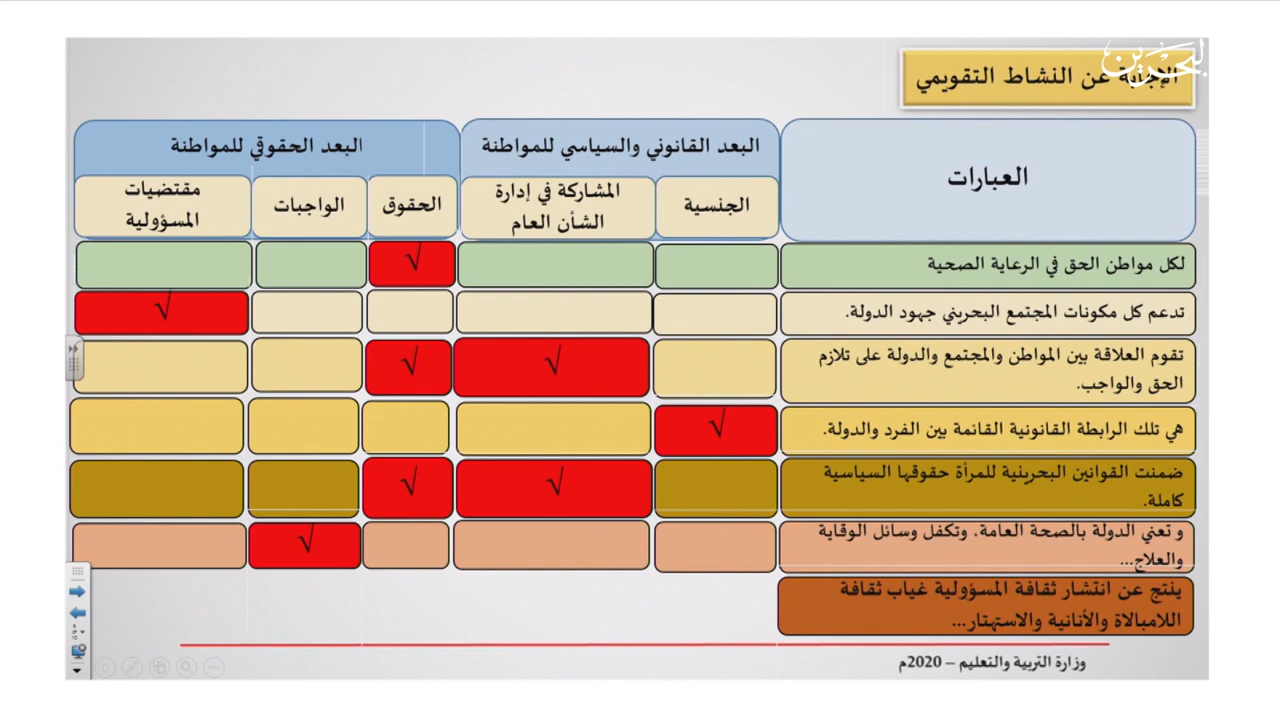 البحرين
الإجابة عن النشاط التقويمي
العبارات
البعد القانوني والسياسي للمواطنة
البعد الحقوقي للمواطنة
الجنسية
المشاركة في إدارة
الشأن العام
الحقوق
الواجبات
مقتضيات
المسؤولية
لكل مواطن الحق في الرعاية الصحية
√
تدعم كل مكونات المجتمع البحريني جهود الدولة.
√
تقوم العلاقة بين المواطن والمجتمع والدولة على تلازم
الحق والواجب.
√
√
هي تلك الرابطة القانونية القائمة بين الفرد والدولة.
√
ضمنت القوانين البحرينية للمرأة حقوقها السياسية
كاملة.
√
√
و تعني الدولة بالصحة العامة، وتكفل وسائل الوقاية
والعلاج...
√
ينتج عن انتشار ثقافة المسؤولية غياب ثقافة
اللامبالاة والأنانية والاستهتار...
وزارة التربية والتعليم – 2020م